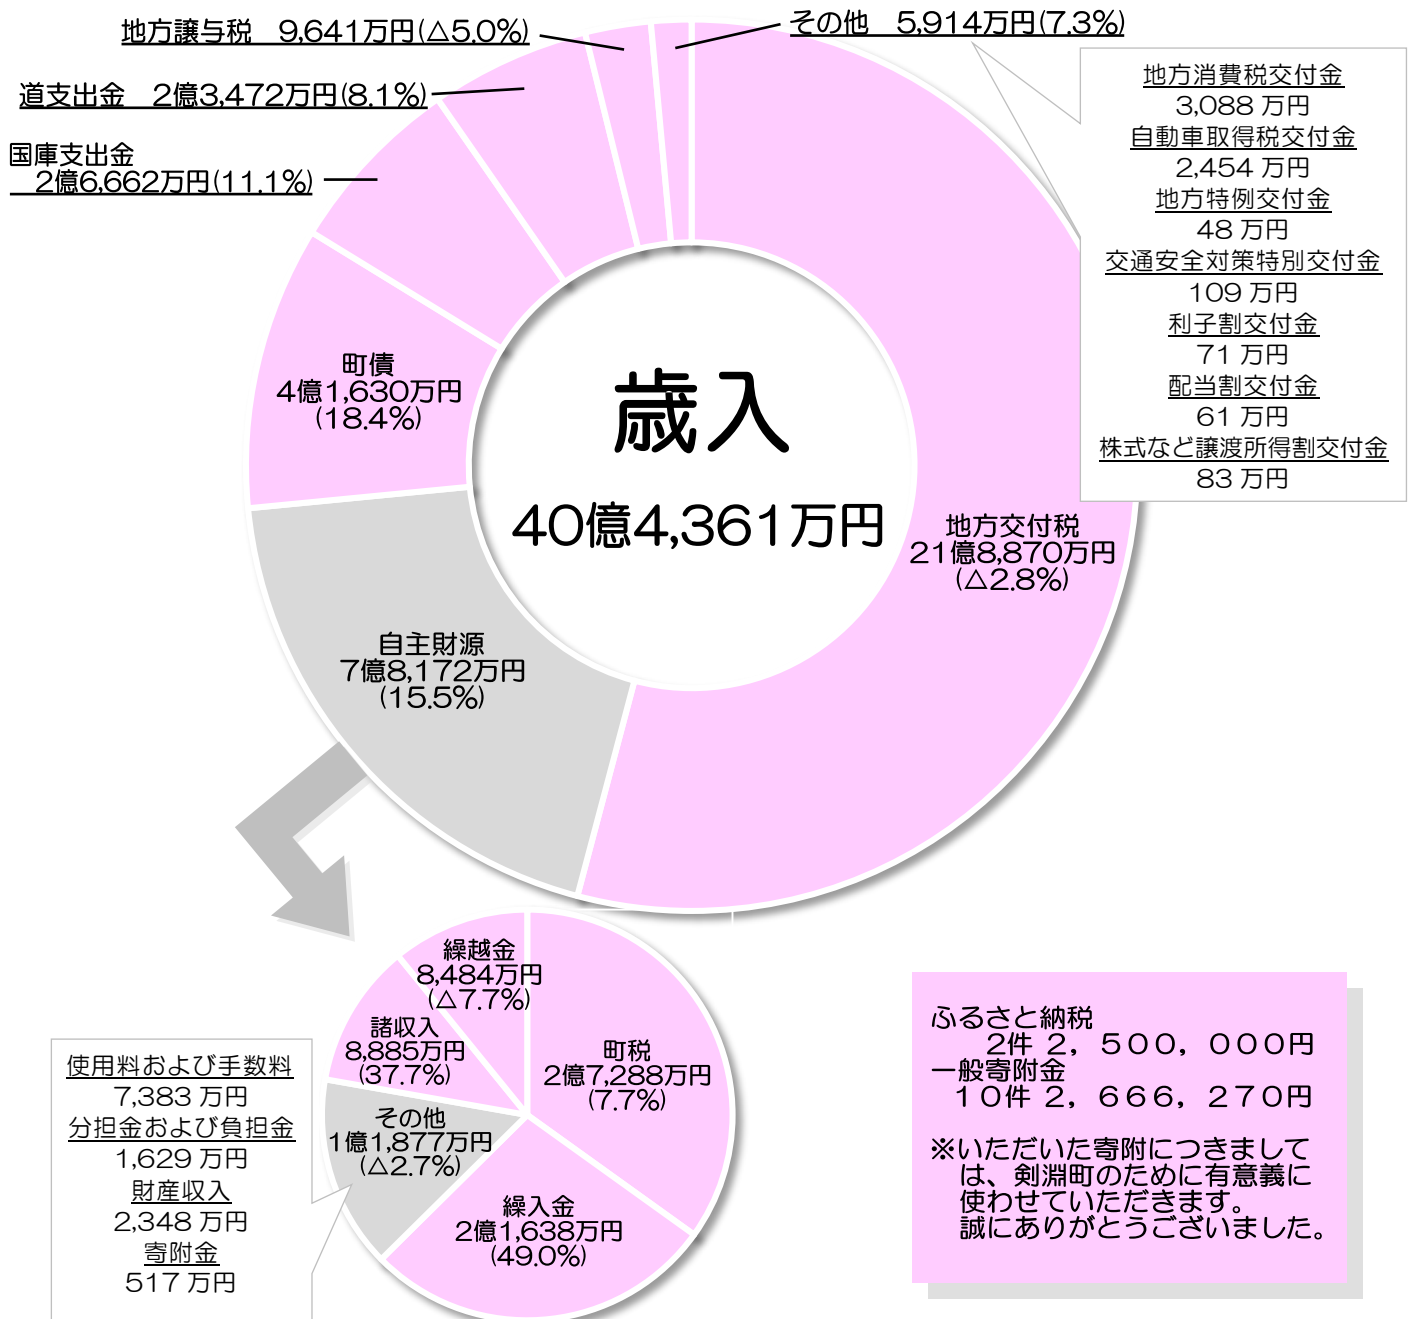 地方譲与税　9,641万円(△5.0%)
その他　5,914万円(7.3%)
道支出金　2億3,472万円(8.1%)
国庫支出金
2億6,662万円(11.1%)
地方消費税交付金
3,088 万円
自動車取得税交付金
2,454 万円
地方特例交付金
48 万円
交通安全対策特別交付金
109 万円
利子割交付金
71 万円
配当割交付金
61 万円
株式など譲渡所得割交付金
83 万円
町債
4億1,630万円
(18.4%)
歳入
40億4,361万円
地方交付税
21億8,870万円
(△2.8%)
自主財源
7億8,172万円
(15.5%)
繰越金
8,484万円
(△7.7%)
諸収入
8,885万円
(37.7%)
町税
2億7,288万円
(7.7%)
その他
1億1,877万円
(△2.7%)
繰入金
2億1,638万円
(49.0%)
使用料および手数料
7,383 万円
分担金および負担金
1,629 万円
財産収入
2,348 万円
寄附金
517 万円
ふるさと納税
2件 2，５００，０００円
一般寄附金
１０件 2，６６６，２７０円
※いただいた寄附につきまして
は、剣淵町のために有意義に
使わせていただきます。
誠にありがとうございました。